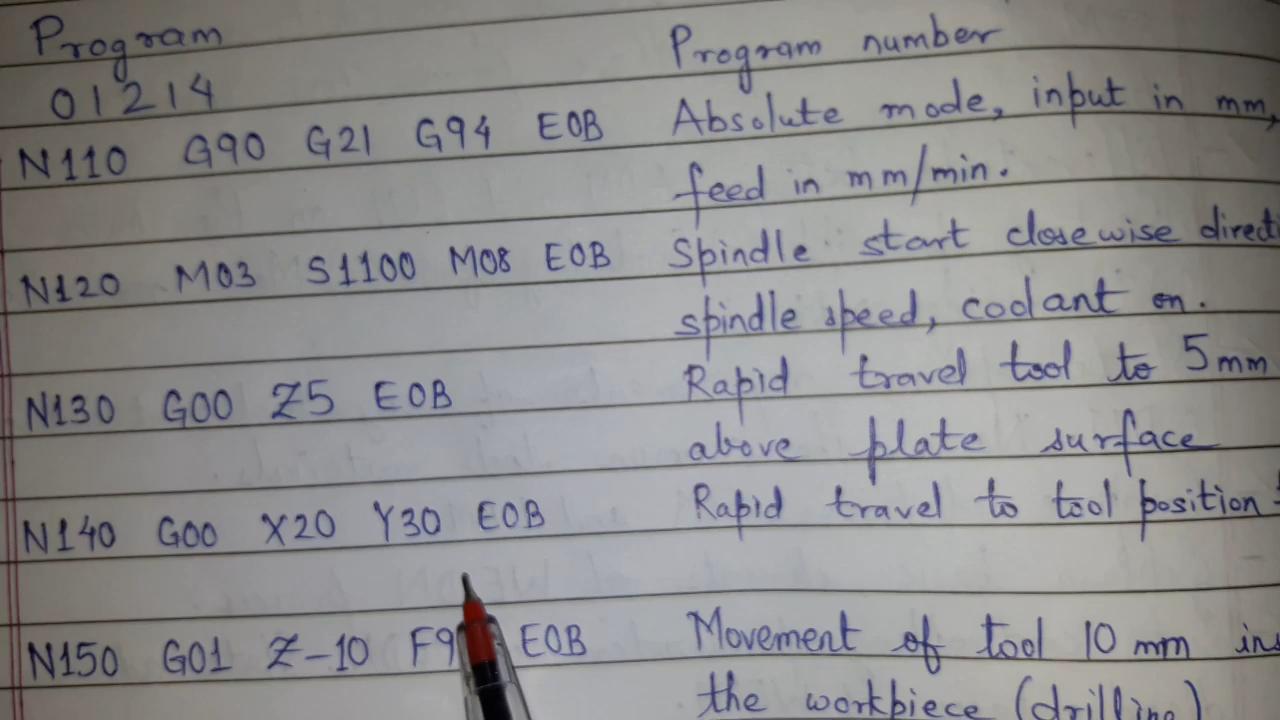 Program
Program number
01214
N110 G90 G21 G94 EOB Absolute mode, input in mm,
feed in mm/min.
N120 M03 S1100 M08 EOB Spindle start closewise direct
spindle speed, coolant on.
N130 G00 Z5 EOB Rapid travel tool to 5mm
above plate surface
N140 G00 X20 Y30 EOB Rapid travel to tool position
N150 G01 Z-10 EOB Movement of tool 10 mm
the workpiece (drilling)